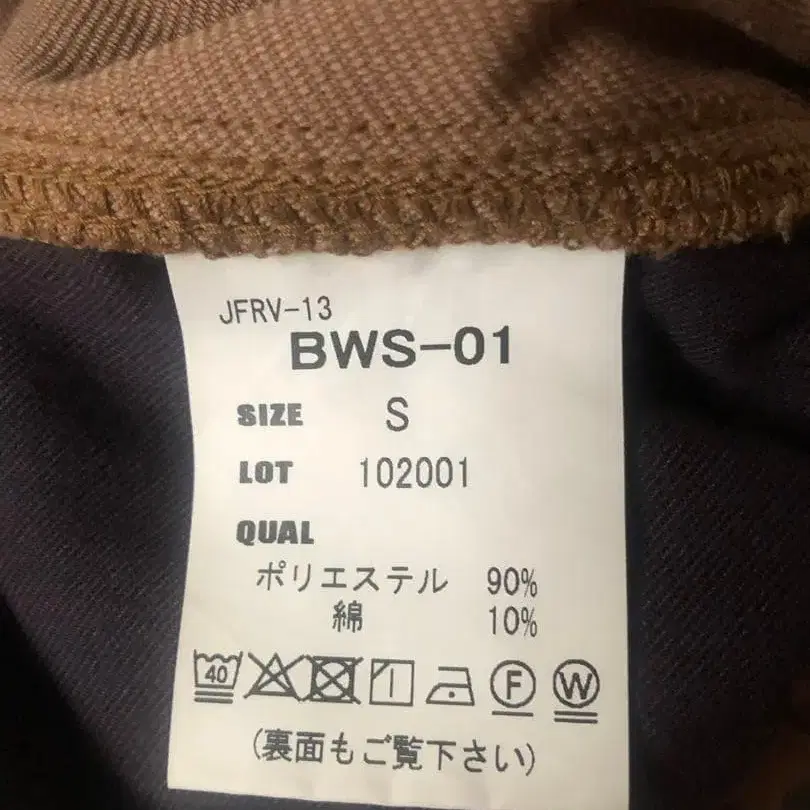 JFRV-13
BWS-01
SIZE S
LOT 102001
QUAL
ポリエステル 90%
綿 10%
40 F W
(裏面もご覧下さい)